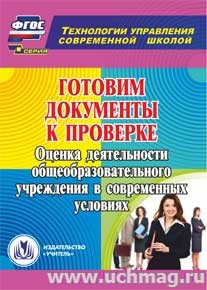 ФГОС
СЕРИЯ
ТЕХНОЛОГИИ УПРАВЛЕНИЯ
СОВРЕМЕННОЙ ШКОЛОЙ
ГОТОВИМ
ДОКУМЕНТЫ
К ПРОВЕРКЕ
Оценка деятельности
общеобразовательного
учреждения в современных
условиях
ИЗДАТЕЛЬСТВО
«УЧИТЕЛЬ»
www.uchmag.ru